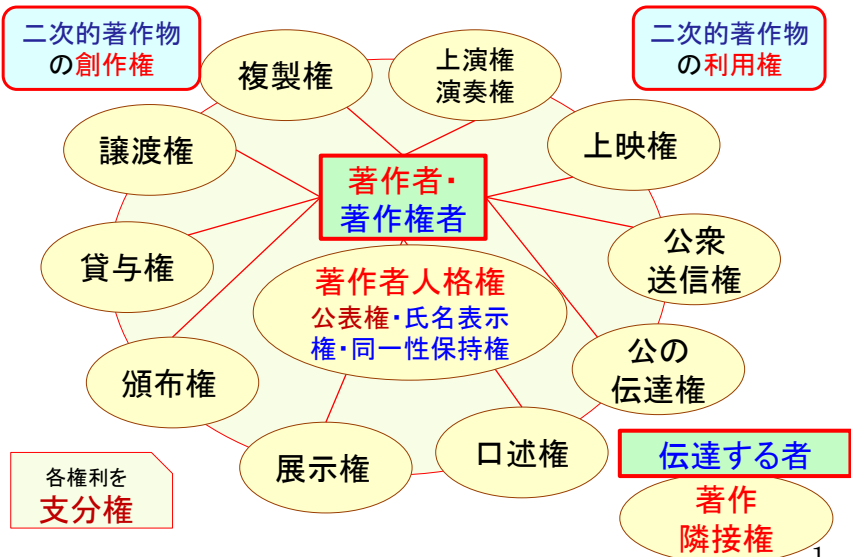 二次的著作物
の創作権
二次的著作物
の利用権
複製権
上演権
演奏権
譲渡権
上映権
著作者・
著作権者
貸与権
公衆
送信権
著作者人格権
公表権・氏名表示
権・同一性保持権
頒布権
公の
伝達権
展示権
口述権
伝達する者
各権利を
支分権
著作
隣接権
1